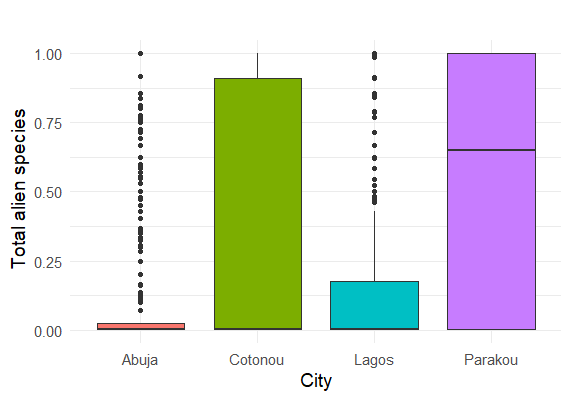 Total alien species
1.00
0.75
0.50
0.25
0.00
Abuja Cotonou Lagos Parakou
City